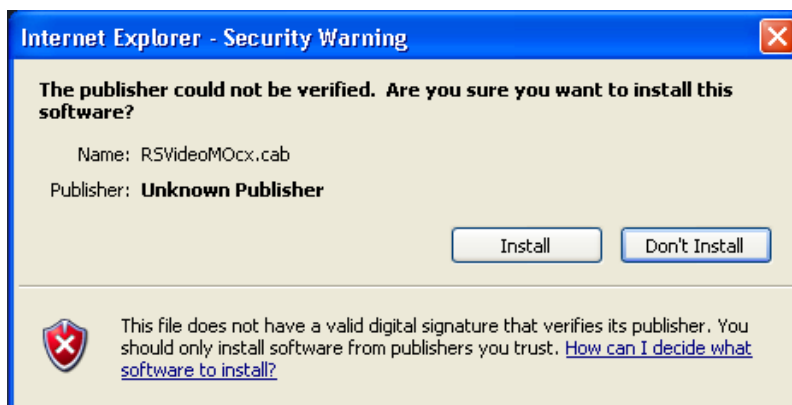 Internet Explorer - Security Warning
The publisher could not be verified. Are you sure you want to install this
software?
Name: RSVideoMOcx.cab
Publisher: Unknown Publisher
Install Don't Install
This file does not have a valid digital signature that verifies its publisher. You
should only install software from publishers you trust. How can I decide what
software to install?